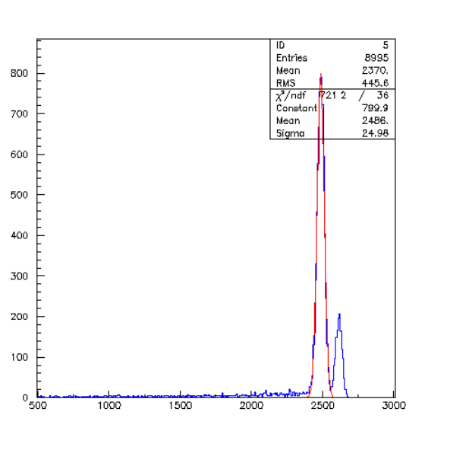 ID 5
Entries 8995
Mean 2370.
RMS 445.6
χ²/ndf 721.2 / 36
Constant 799.9
Mean 2486.
Sigma 24.98
800
700
600
500
400
300
200
100
0
500 1000 1500 2000 2500 3000